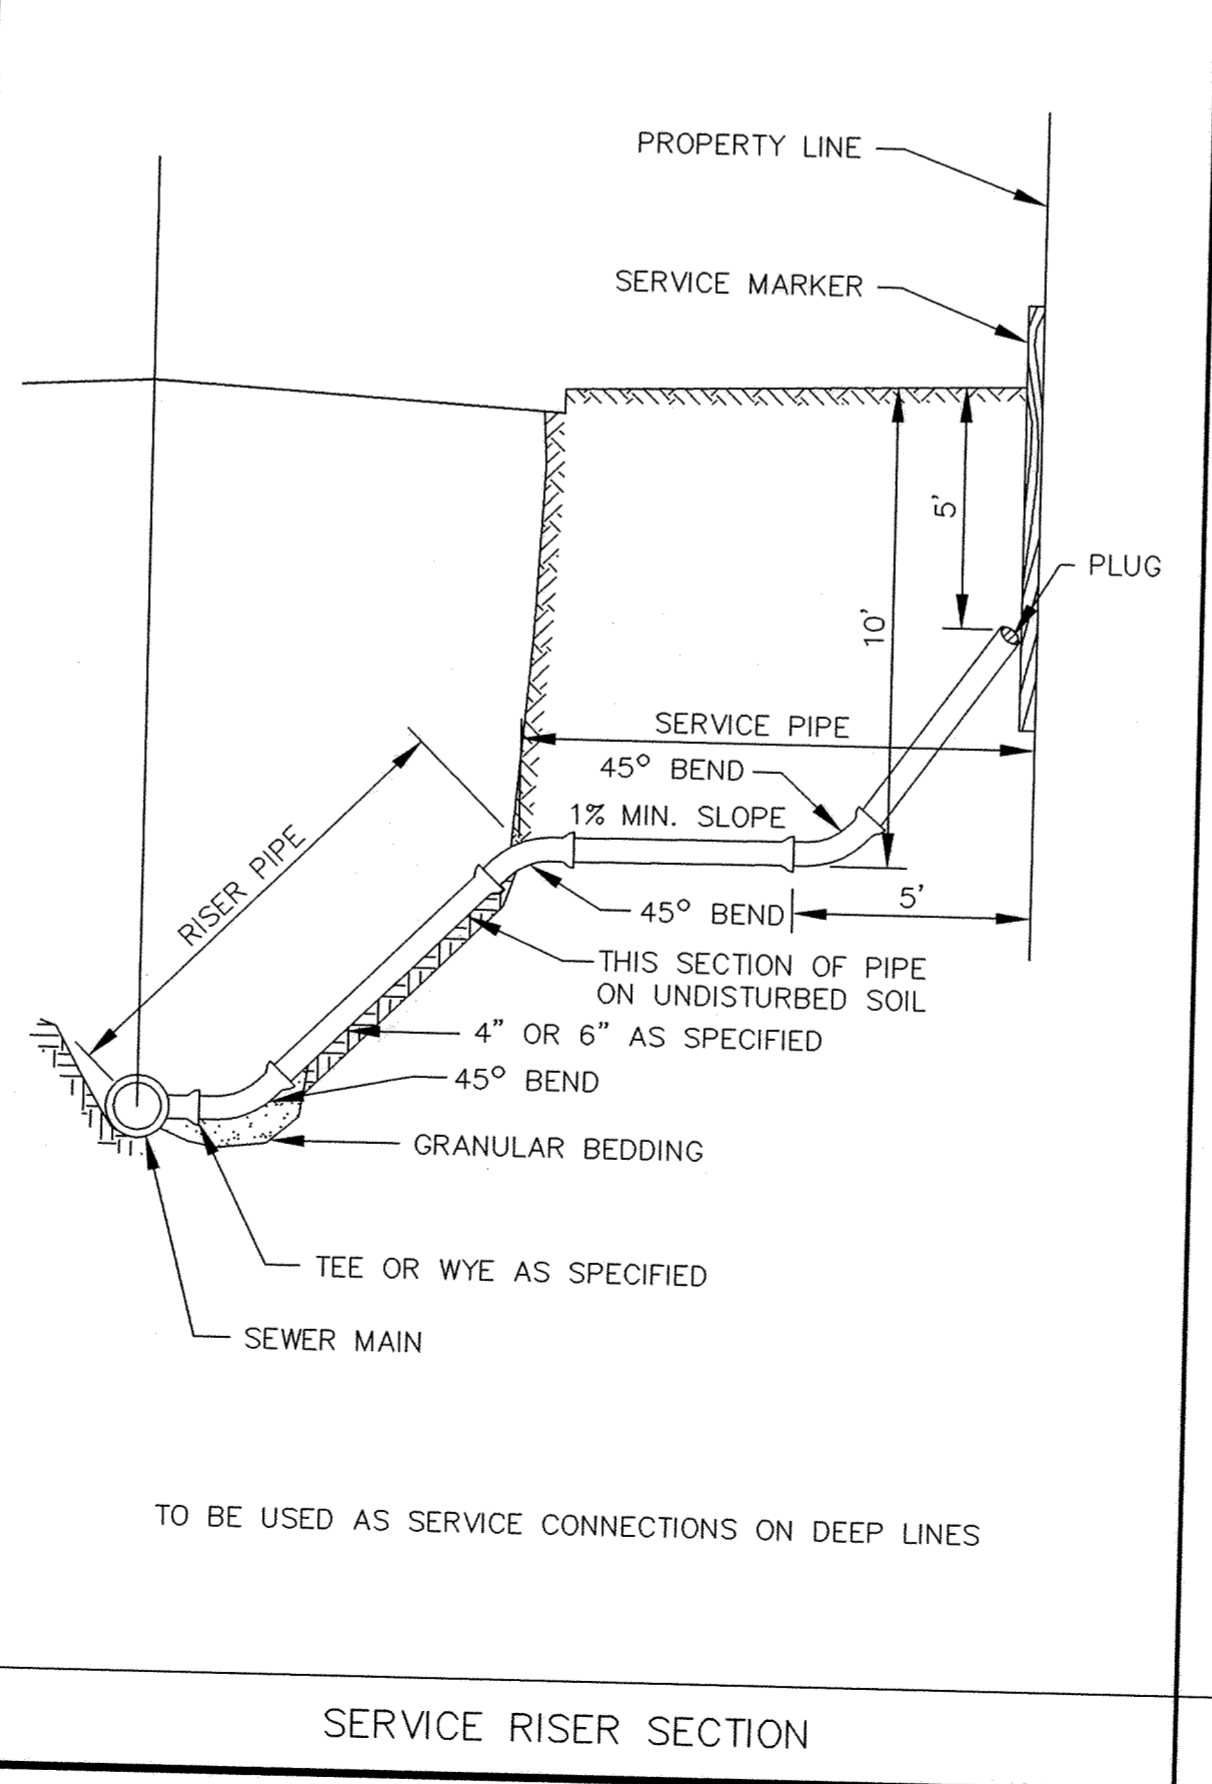 PROPERTY LINE
SERVICE MARKER
5'
PLUG
10'
SERVICE PIPE
45° BEND
1% MIN. SLOPE
RISER PIPE
5'
45° BEND
THIS SECTION OF PIPE
ON UNDISTURBED SOIL
4" OR 6" AS SPECIFIED
45° BEND
GRANULAR BEDDING
TEE OR WYE AS SPECIFIED
SEWER MAIN
TO BE USED AS SERVICE CONNECTIONS ON DEEP LINES
SERVICE RISER SECTION